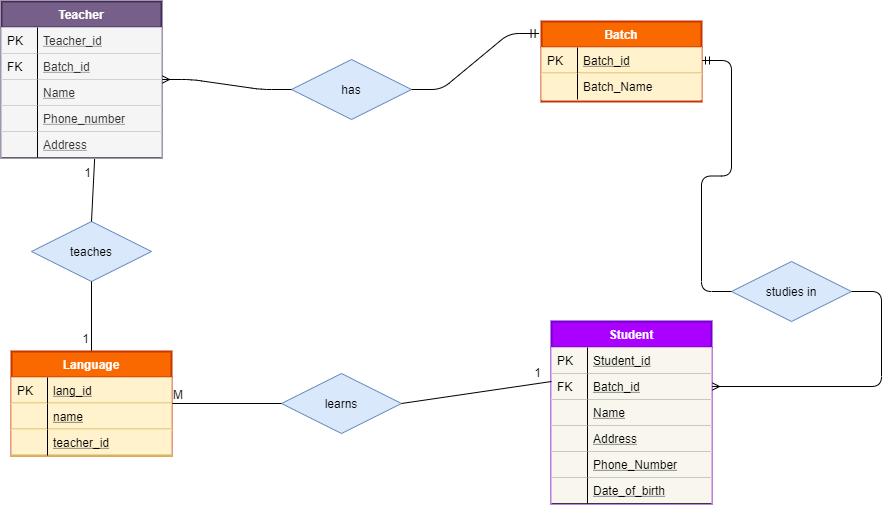 Teacher
PK Teacher_id
FK Batch_id
Name
Phone_number
Address
has
Batch
PK Batch_id
Batch_Name
1
teaches
1
studies in
Language
PK lang_id
name
teacher_id
M
learns
1
Student
PK Student_id
FK Batch_id
Name
Address
Phone_Number
Date_of_birth